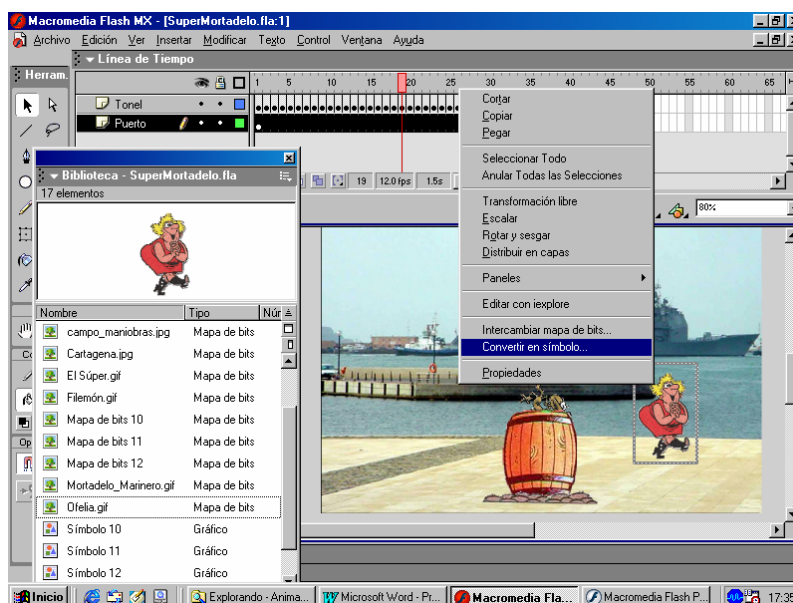 Macromedia Flash MX - [SuperMortadelo.fla:1]
Archivo Edición Ver Insertar Modificar Texto Control Ventana Ayuda
Línea de Tiempo
Herram.
1 5 10 15 20 25 30 35 40 45 50 55 60 65
Tonel
Puerto
19 12.0 fps 1.5s
80%
Cortar
Copiar
Pegar
Seleccionar Todo
Anular Todas las Selecciones
Transformación libre
Escalar
Rotar y sesgar
Distribuir en capas
Paneles
Editar con iexplore
Intercambiar mapa de bits...
Convertir en símbolo...
Propiedades
Biblioteca - SuperMortadelo.fla
17 elementos
Nombre Tipo Núr
campo_maniobras.jpg Mapa de bits
Cartagena.jpg Mapa de bits
El Súper.gif Mapa de bits
Filemón.gif Mapa de bits
Mapa de bits 10 Mapa de bits
Mapa de bits 11 Mapa de bits
Mapa de bits 12 Mapa de bits
Mortadelo_Marinero.gif Mapa de bits
Ofelia.gif Mapa de bits
Símbolo 10 Gráfico
Símbolo 11 Gráfico
Símbolo 12 Gráfico
Co
Op
Inicio Explorando - Anima... Microsoft Word - Pr... Macromedia Fla... Macromedia Flash P... 17:35